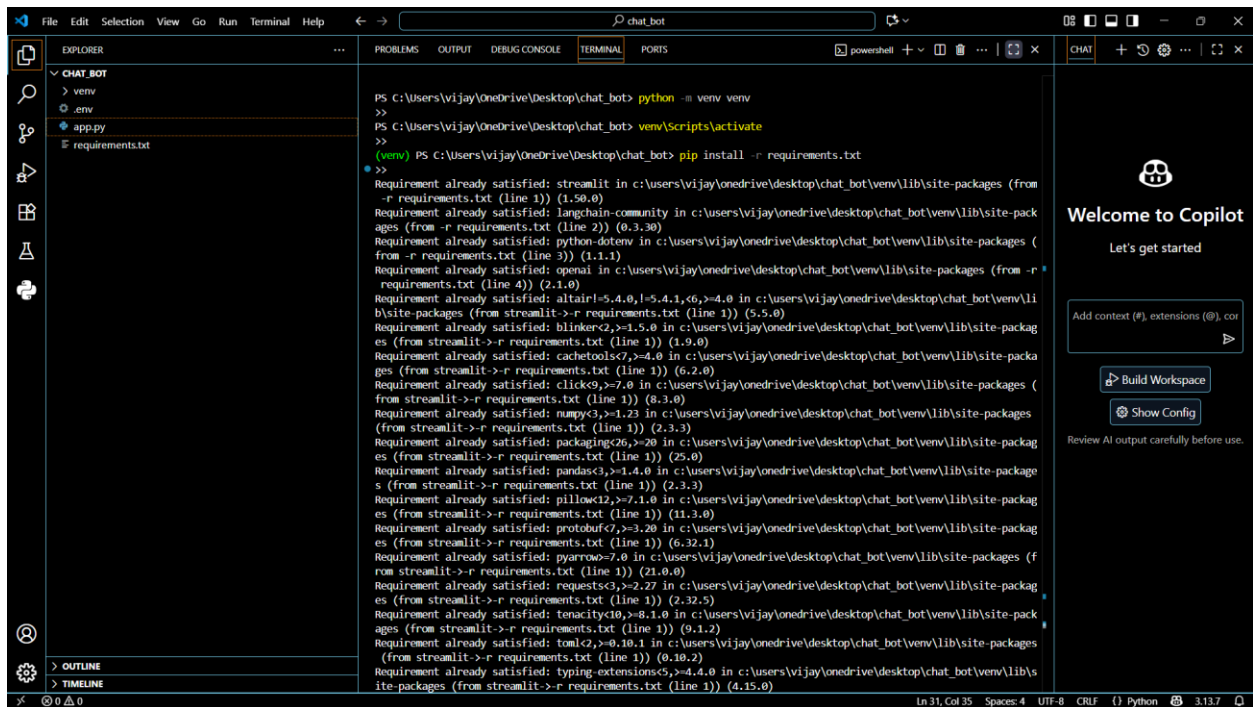 File Edit Selection View Go Run Terminal Help
chat_bot
EXPLORER
CHAT_BOT
venv
.env
app.py
requirements.txt
OUTLINE
TIMELINE
PROBLEMS OUTPUT DEBUG CONSOLE TERMINAL PORTS
powershell
PS C:\Users\vijay\OneDrive\Desktop\chat_bot> python -m venv venv
>>
PS C:\Users\vijay\OneDrive\Desktop\chat_bot> venv\Scripts\activate
>>
(venv) PS C:\Users\vijay\OneDrive\Desktop\chat_bot> pip install -r requirements.txt
>>
Requirement already satisfied: streamlit in c:\users\vijay\onedrive\desktop\chat_bot\venv\lib\site-packages (from
-r requirements.txt (line 1)) (1.50.0)
Requirement already satisfied: langchain-community in c:\users\vijay\onedrive\desktop\chat_bot\venv\lib\site-pack
ages (from -r requirements.txt (line 2)) (0.3.30)
Requirement already satisfied: python-dotenv in c:\users\vijay\onedrive\desktop\chat_bot\venv\lib\site-packages (
from -r requirements.txt (line 3)) (1.1.1)
Requirement already satisfied: openai in c:\users\vijay\onedrive\desktop\chat_bot\venv\lib\site-packages (from -r
requirements.txt (line 4)) (2.1.0)
Requirement already satisfied: altair!=5.4.0,!=5.4.1,<6,>=4.0 in c:\users\vijay\onedrive\desktop\chat_bot\venv\li
b\site-packages (from streamlit->-r requirements.txt (line 1)) (5.5.0)
Requirement already satisfied: blinker<2,>=1.5.0 in c:\users\vijay\onedrive\desktop\chat_bot\venv\lib\site-packag
es (from streamlit->-r requirements.txt (line 1)) (1.9.0)
Requirement already satisfied: cachetools<7,>=4.0 in c:\users\vijay\onedrive\desktop\chat_bot\venv\lib\site-packa
ges (from streamlit->-r requirements.txt (line 1)) (6.2.0)
Requirement already satisfied: click<9,>=7.0 in c:\users\vijay\onedrive\desktop\chat_bot\venv\lib\site-packages (
from streamlit->-r requirements.txt (line 1)) (8.3.0)
Requirement already satisfied: numpy<3,>=1.23 in c:\users\vijay\onedrive\desktop\chat_bot\venv\lib\site-packages
(from streamlit->-r requirements.txt (line 1)) (2.3.3)
Requirement already satisfied: packaging<26,>=20 in c:\users\vijay\onedrive\desktop\chat_bot\venv\lib\site-packag
es (from streamlit->-r requirements.txt (line 1)) (25.0)
Requirement already satisfied: pandas<3,>=1.4.0 in c:\users\vijay\onedrive\desktop\chat_bot\venv\lib\site-package
s (from streamlit->-r requirements.txt (line 1)) (2.3.3)
Requirement already satisfied: pillow<12,>=7.1.0 in c:\users\vijay\onedrive\desktop\chat_bot\venv\lib\site-packag
es (from streamlit->-r requirements.txt (line 1)) (11.3.0)
Requirement already satisfied: protobuf<7,>=3.20 in c:\users\vijay\onedrive\desktop\chat_bot\venv\lib\site-packag
es (from streamlit->-r requirements.txt (line 1)) (6.32.1)
Requirement already satisfied: pyarrow>=7.0 in c:\users\vijay\onedrive\desktop\chat_bot\venv\lib\site-packages (f
rom streamlit->-r requirements.txt (line 1)) (21.0.0)
Requirement already satisfied: requests<3,>=2.27 in c:\users\vijay\onedrive\desktop\chat_bot\venv\lib\site-packag
es (from streamlit->-r requirements.txt (line 1)) (2.32.5)
Requirement already satisfied: tenacity<10,>=8.1.0 in c:\users\vijay\onedrive\desktop\chat_bot\venv\lib\site-pack
ages (from streamlit->-r requirements.txt (line 1)) (9.1.2)
Requirement already satisfied: toml<2,>=0.10.1 in c:\users\vijay\onedrive\desktop\chat_bot\venv\lib\site-packages
(from streamlit->-r requirements.txt (line 1)) (0.10.2)
Requirement already satisfied: typing-extensions<5,>=4.4.0 in c:\users\vijay\onedrive\desktop\chat_bot\venv\lib\s
ite-packages (from streamlit->-r requirements.txt (line 1)) (4.15.0)
CHAT
Welcome to Copilot
Let's get started
Add context (#), extensions (@), cor
Build Workspace
Show Config
Review AI output carefully before use.
0 0
Ln 31, Col 35 Spaces: 4 UTF-8 CRLF {} Python 3.13.7